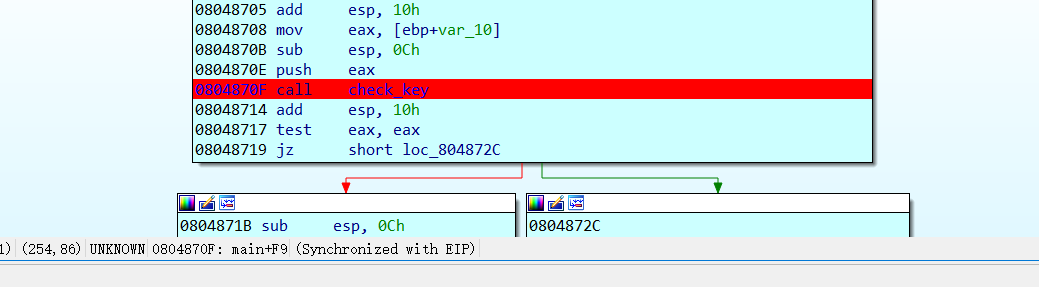 08048705 add esp, 10h
08048708 mov eax, [ebp+var_10]
0804870B sub esp, 0Ch
0804870E push eax
0804870F call check_key
08048714 add esp, 10h
08048717 test eax, eax
08048719 jz short loc_804872C
0804871B sub esp, 0Ch
0804872C
1) (254,86) UNKNOWN 0804870F: main+F9 (Synchronized with EIP)